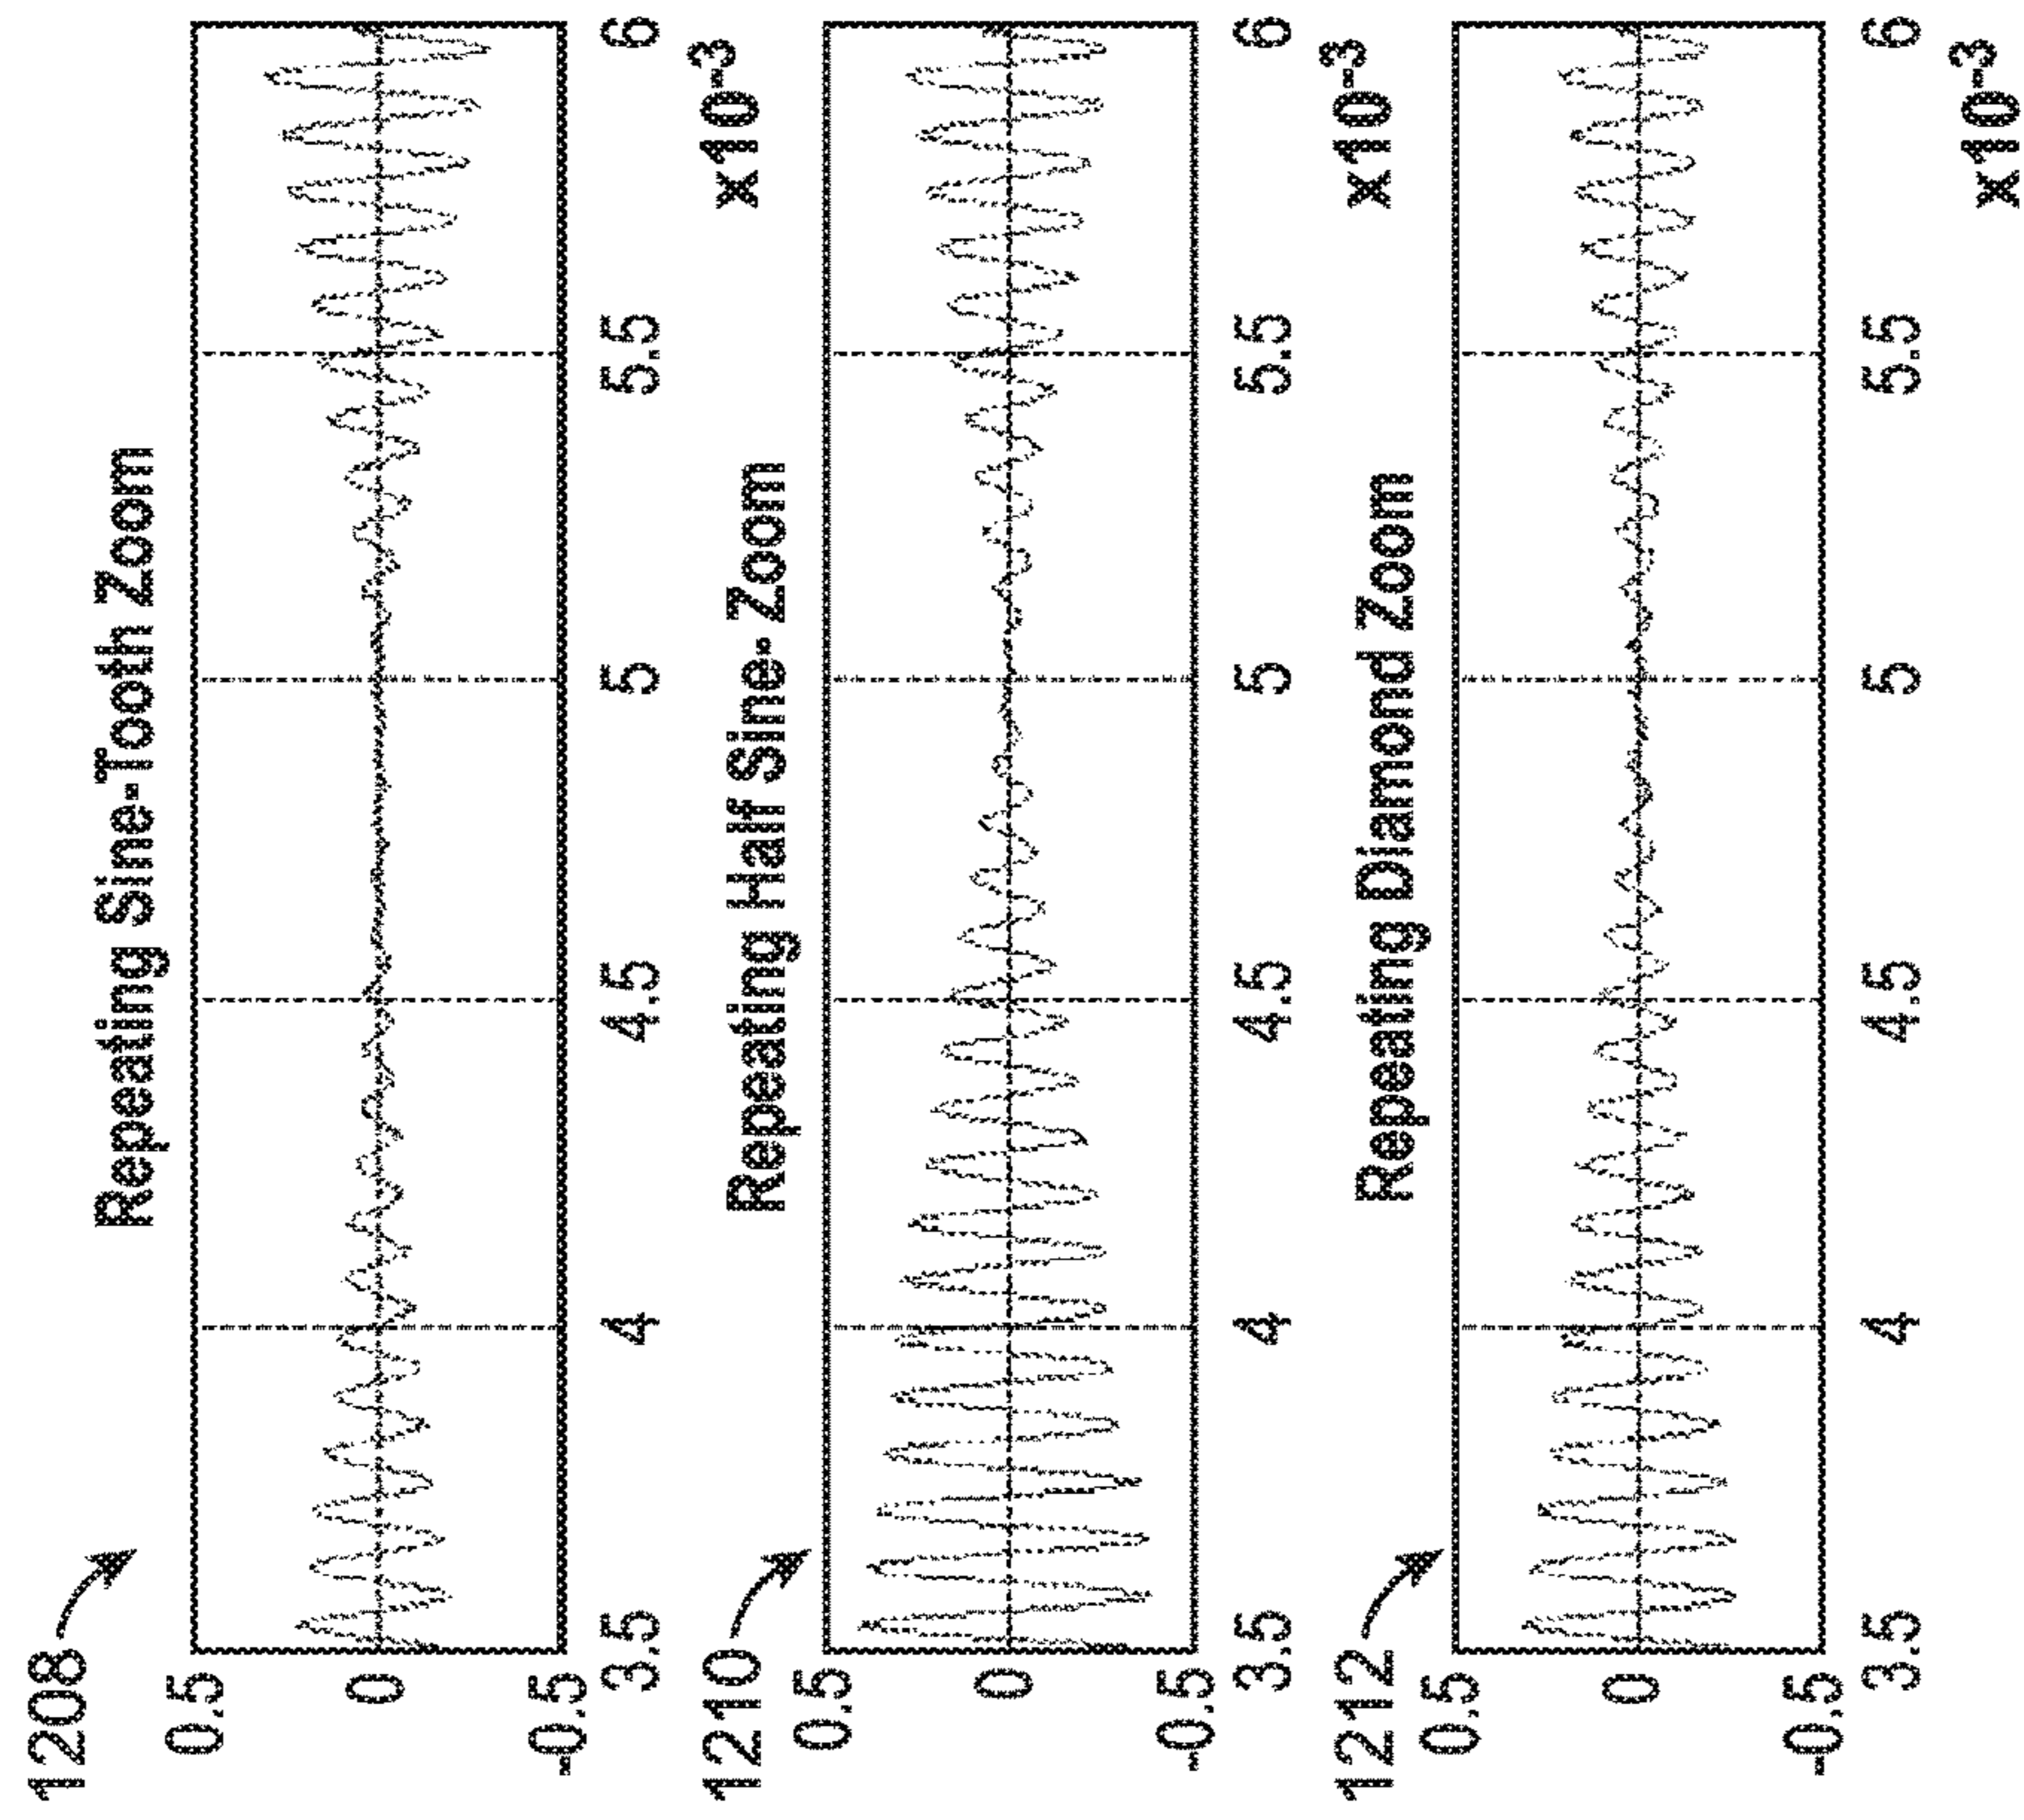 1208
Repeating Sine-Tooth Zoom
0.5
0
-0.5
3.5 4 4.5 5 5.5 6
x10-3
1210
Repeating Half Sine- Zoom
0.5
0
-0.5
3.5 4 4.5 5 5.5 6
x10-3
1212
Repeating Diamond Zoom
0.5
0
-0.5
3.5 4 4.5 5 5.5 6
x10-3